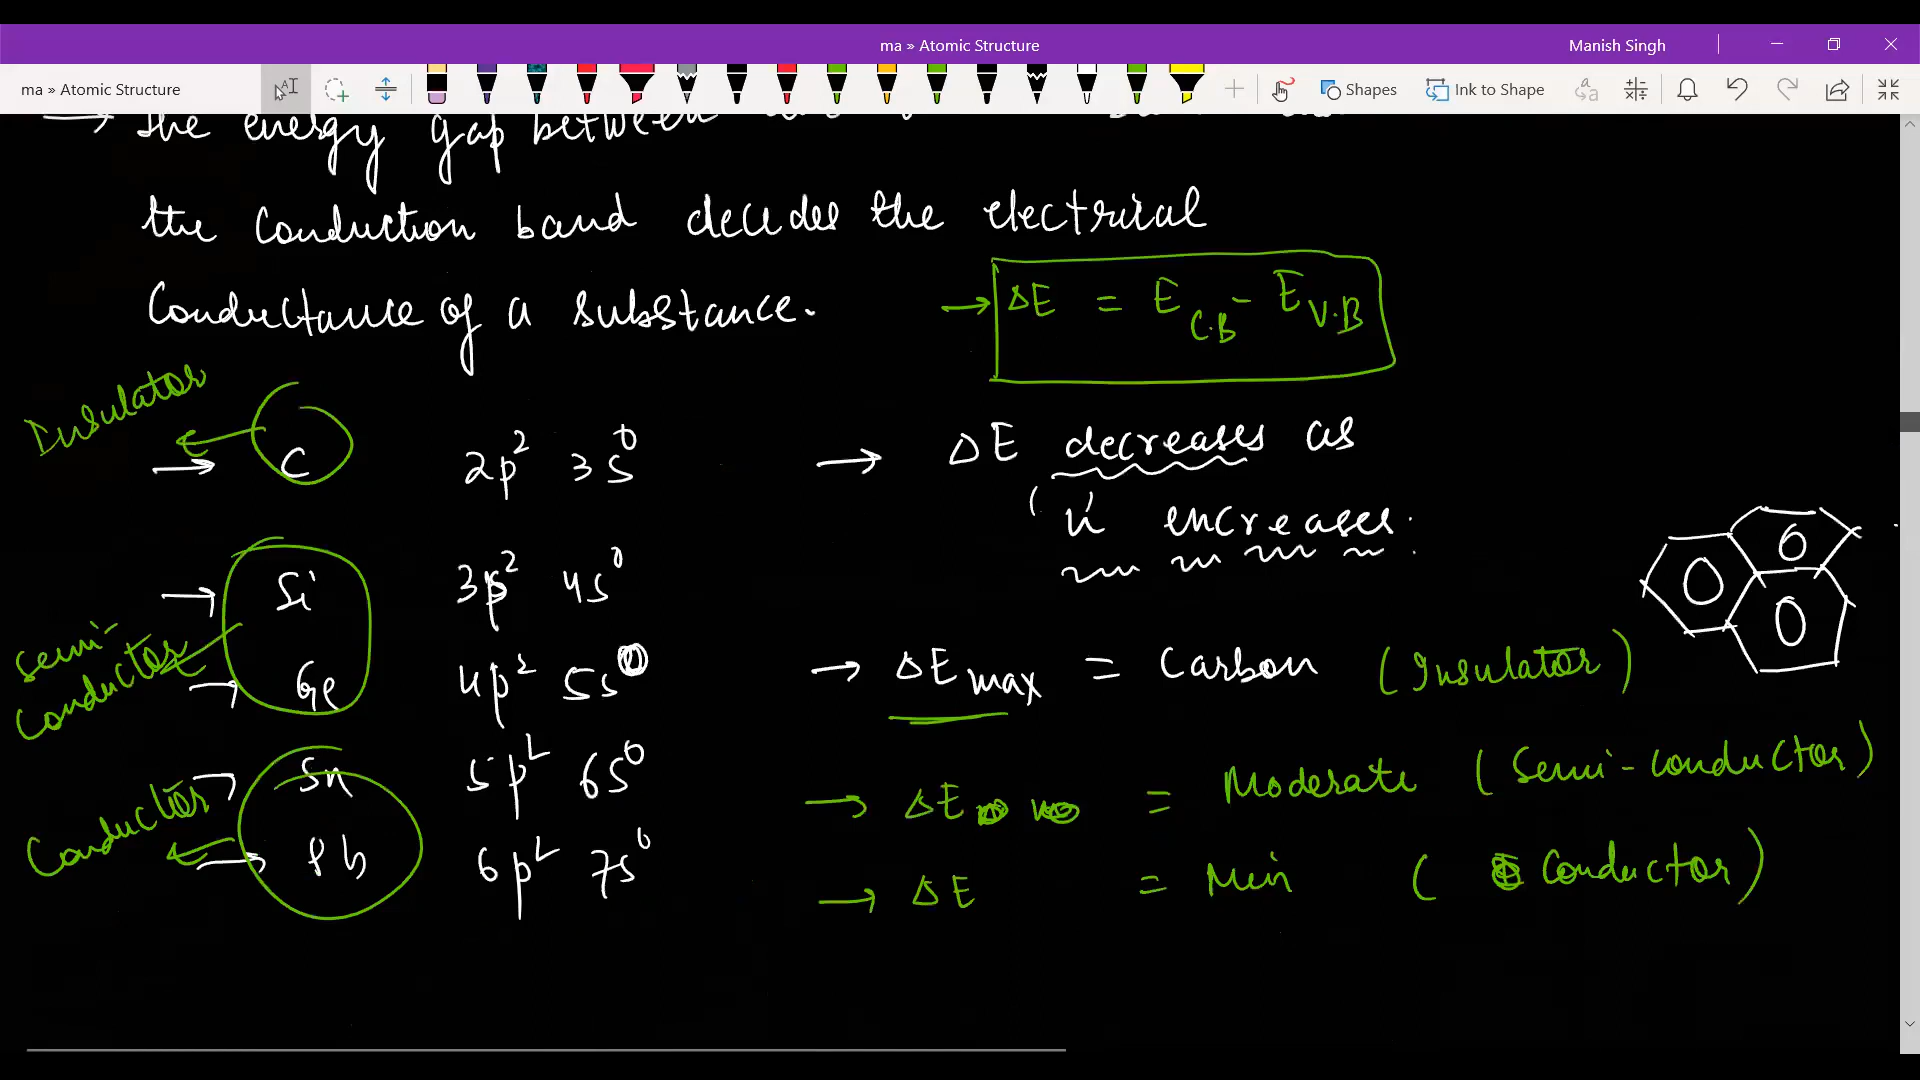 ma » Atomic Structure
Manish Singh
ma » Atomic Structure
Shapes
Ink to Shape
→ The energy gap between
the conduction band decides the electrical
Conductance of a substance.
→ ΔE = E C.B - E V.B
Insulator
→ C 2p² 3s⁰
→ ΔE decreases as
'n' increases.
→ Si 3p² 4s⁰
Semi-
conductor
→ Ge 4p² 5s⁰
→ ΔE max = Carbon (Insulator)
→ Sn 5p² 6s⁰
→ ΔE = Moderate (Semi-conductor)
Conductor
→ Pb 6p² 7s⁰
→ ΔE = Min (Conductor)